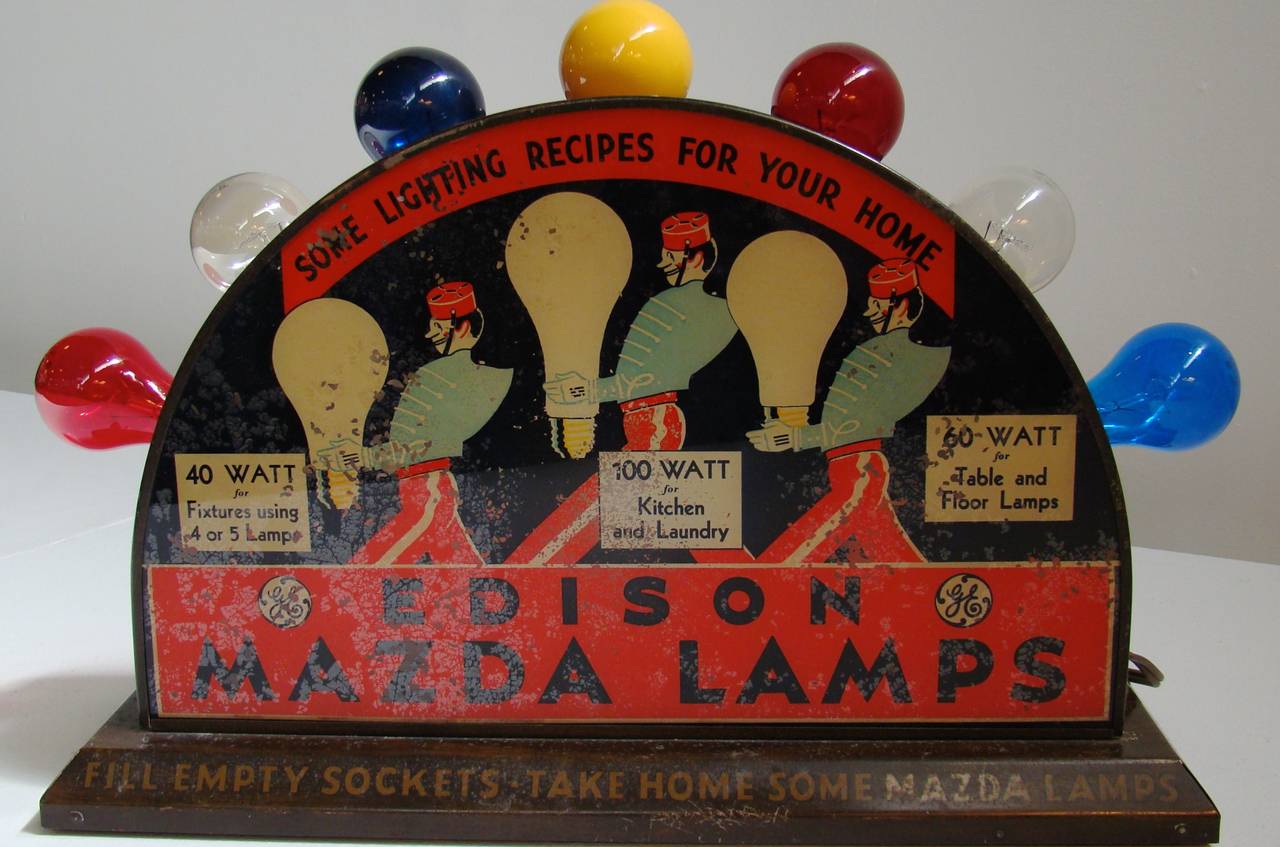 SOME LIGHTING RECIPES FOR YOUR HOME
40 WATT
for
Fixtures using
4 or 5 Lamps
100 WATT
for
Kitchen
and Laundry
60 WATT
for
Table and
Floor Lamps
GE
EDISON
GE
MAZDA LAMPS
FILL EMPTY SOCKETS · TAKE HOME SOME MAZDA LAMPS